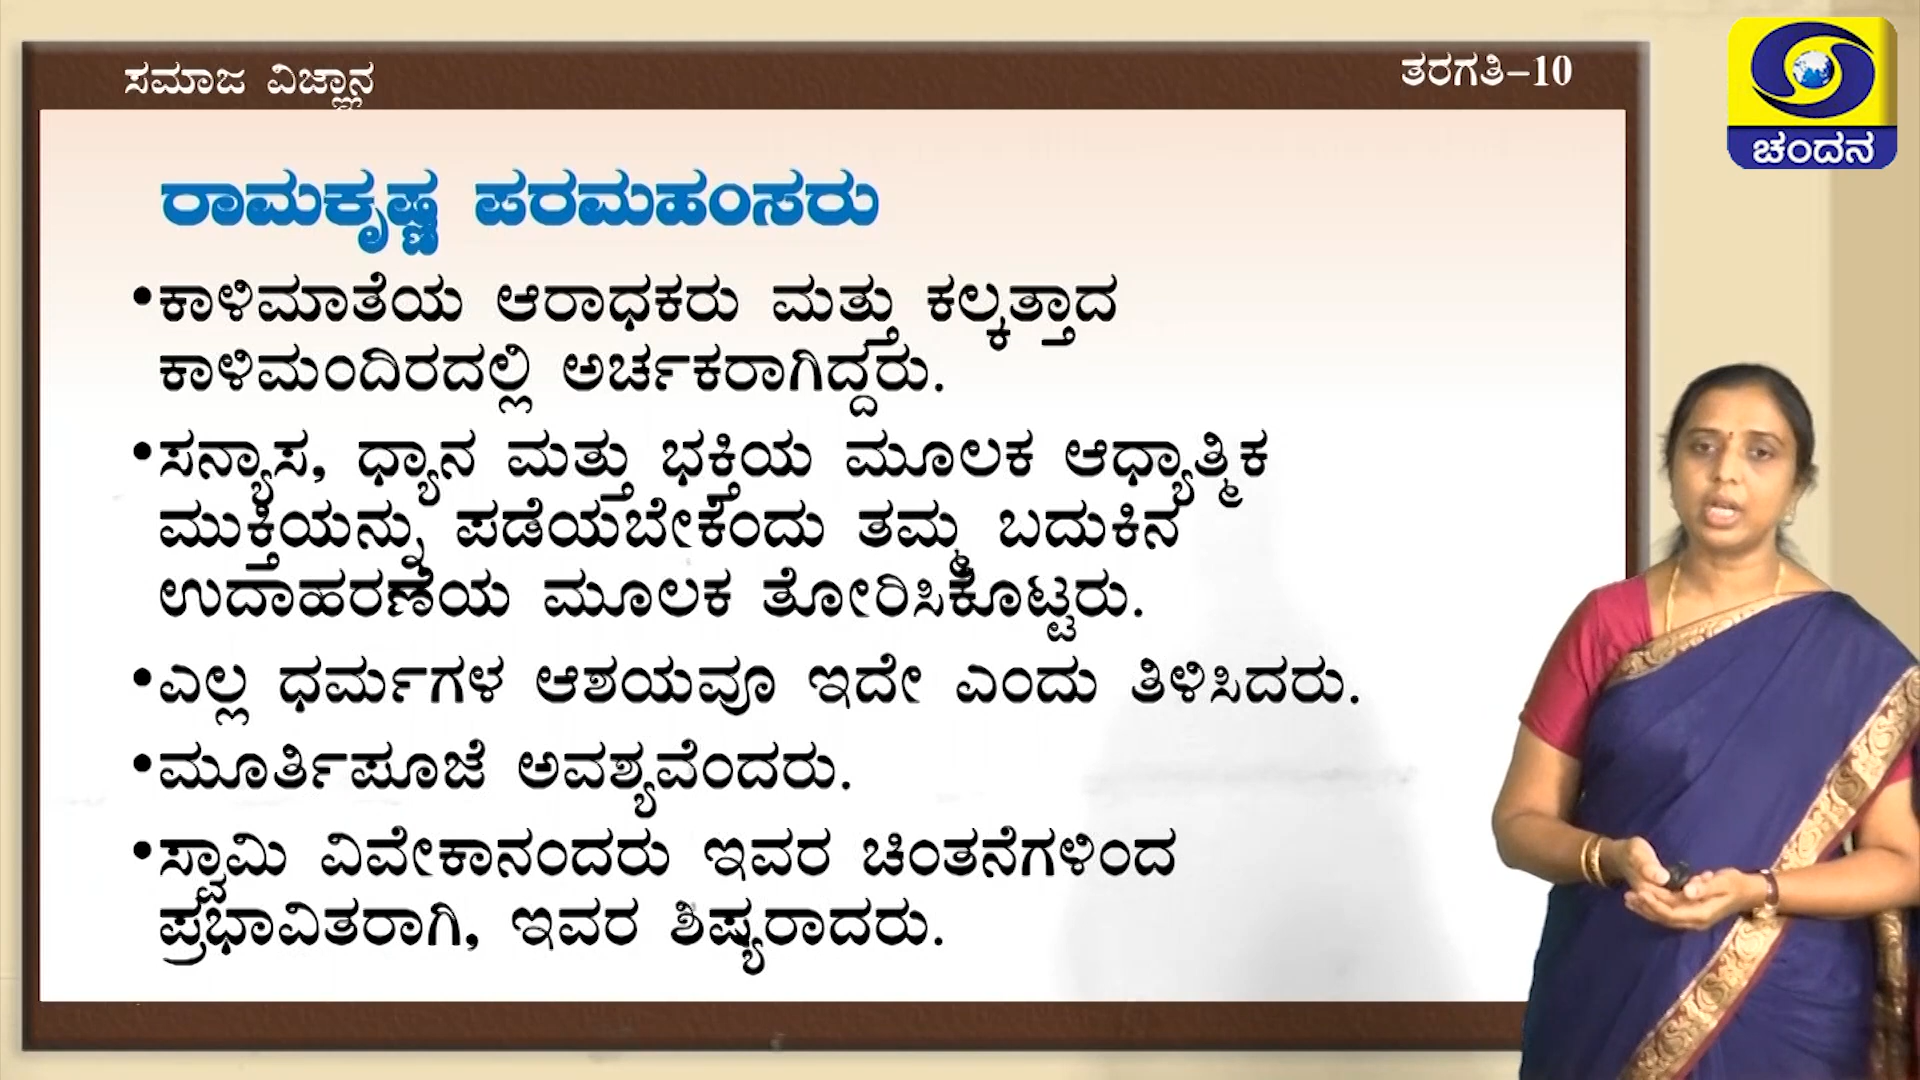 ಸಮಾಜ ವಿಜ್ಞಾನ
ತರಗತಿ-10
ಚಂದನ
ರಾಮಕೃಷ್ಣ ಪರಮಹಂಸರು
•ಕಾಳಿಮಾತೆಯ ಆರಾಧಕರು ಮತ್ತು ಕಲ್ಕತ್ತಾದ
ಕಾಳಿಮಂದಿರದಲ್ಲಿ ಅರ್ಚಕರಾಗಿದ್ದರು.
•ಸನ್ಯಾಸ, ಧ್ಯಾನ ಮತ್ತು ಭಕ್ತಿಯ ಮೂಲಕ ಆಧ್ಯಾತ್ಮಿಕ
ಮುಕ್ತಿಯನ್ನು ಪಡೆಯಬೇಕೆಂದು ತಮ್ಮ ಬದುಕಿನ
ಉದಾಹರಣೆಯ ಮೂಲಕ ತೋರಿಸಿಕೊಟ್ಟರು.
•ಎಲ್ಲ ಧರ್ಮಗಳ ಆಶಯವೂ ಇದೇ ಎಂದು ತಿಳಿಸಿದರು.
•ಮೂರ್ತಿಪೂಜೆ ಅವಶ್ಯವೆಂದರು.
•ಸ್ವಾಮಿ ವಿವೇಕಾನಂದರು ಇವರ ಚಿಂತನೆಗಳಿಂದ
ಪ್ರಭಾವಿತರಾಗಿ, ಇವರ ಶಿಷ್ಯರಾದರು.